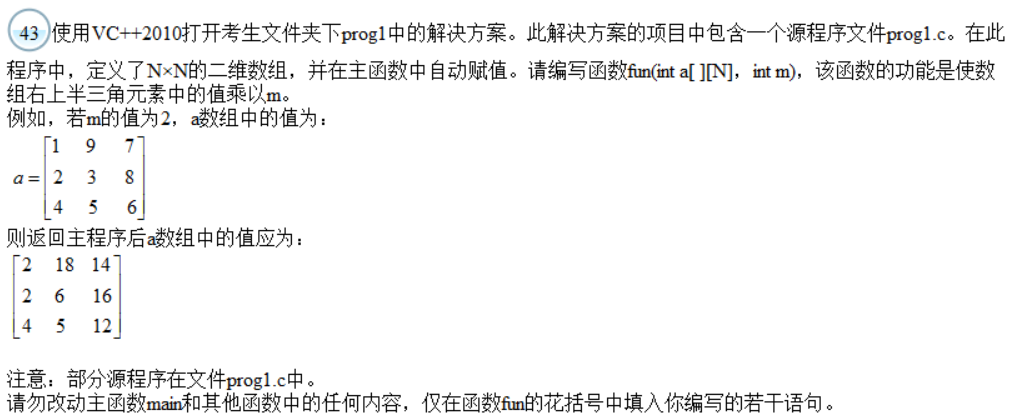 43 使用VC++2010打开考生文件夹下prog1中的解决方案。此解决方案的项目中包含一个源程序文件prog1.c。在此
程序中，定义了N×N的二维数组，并在主函数中自动赋值。请编写函数fun(int a[ ][N]，int m)，该函数的功能是使数
组右上半三角元素中的值乘以m。
例如，若m的值为2，a数组中的值为：
1 9 7
a = 2 3 8
4 5 6
则返回主程序后a数组中的值应为：
2 18 14
2 6 16
4 5 12
注意：部分源程序在文件prog1.c中。
请勿改动主函数main和其他函数中的任何内容，仅在函数fun的花括号中填入你编写的若干语句。